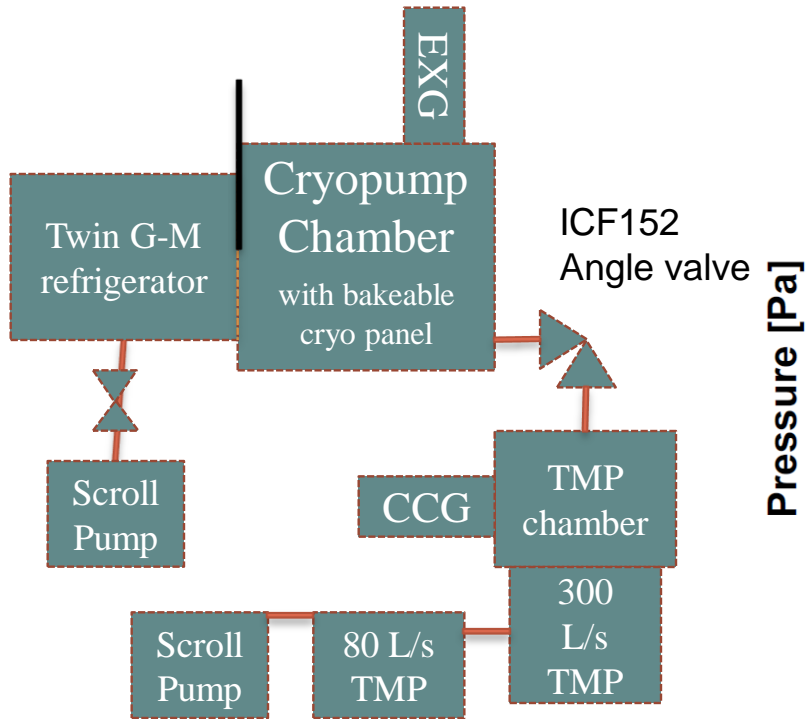 EXG
Cryopump
Chamber
with bakeable
cryo panel
Twin G-M
refrigerator
ICF152
Angle valve
Pressure [Pa]
Scroll
Pump
CCG
TMP
chamber
300
L/s
TMP
80 L/s
TMP
Scroll
Pump